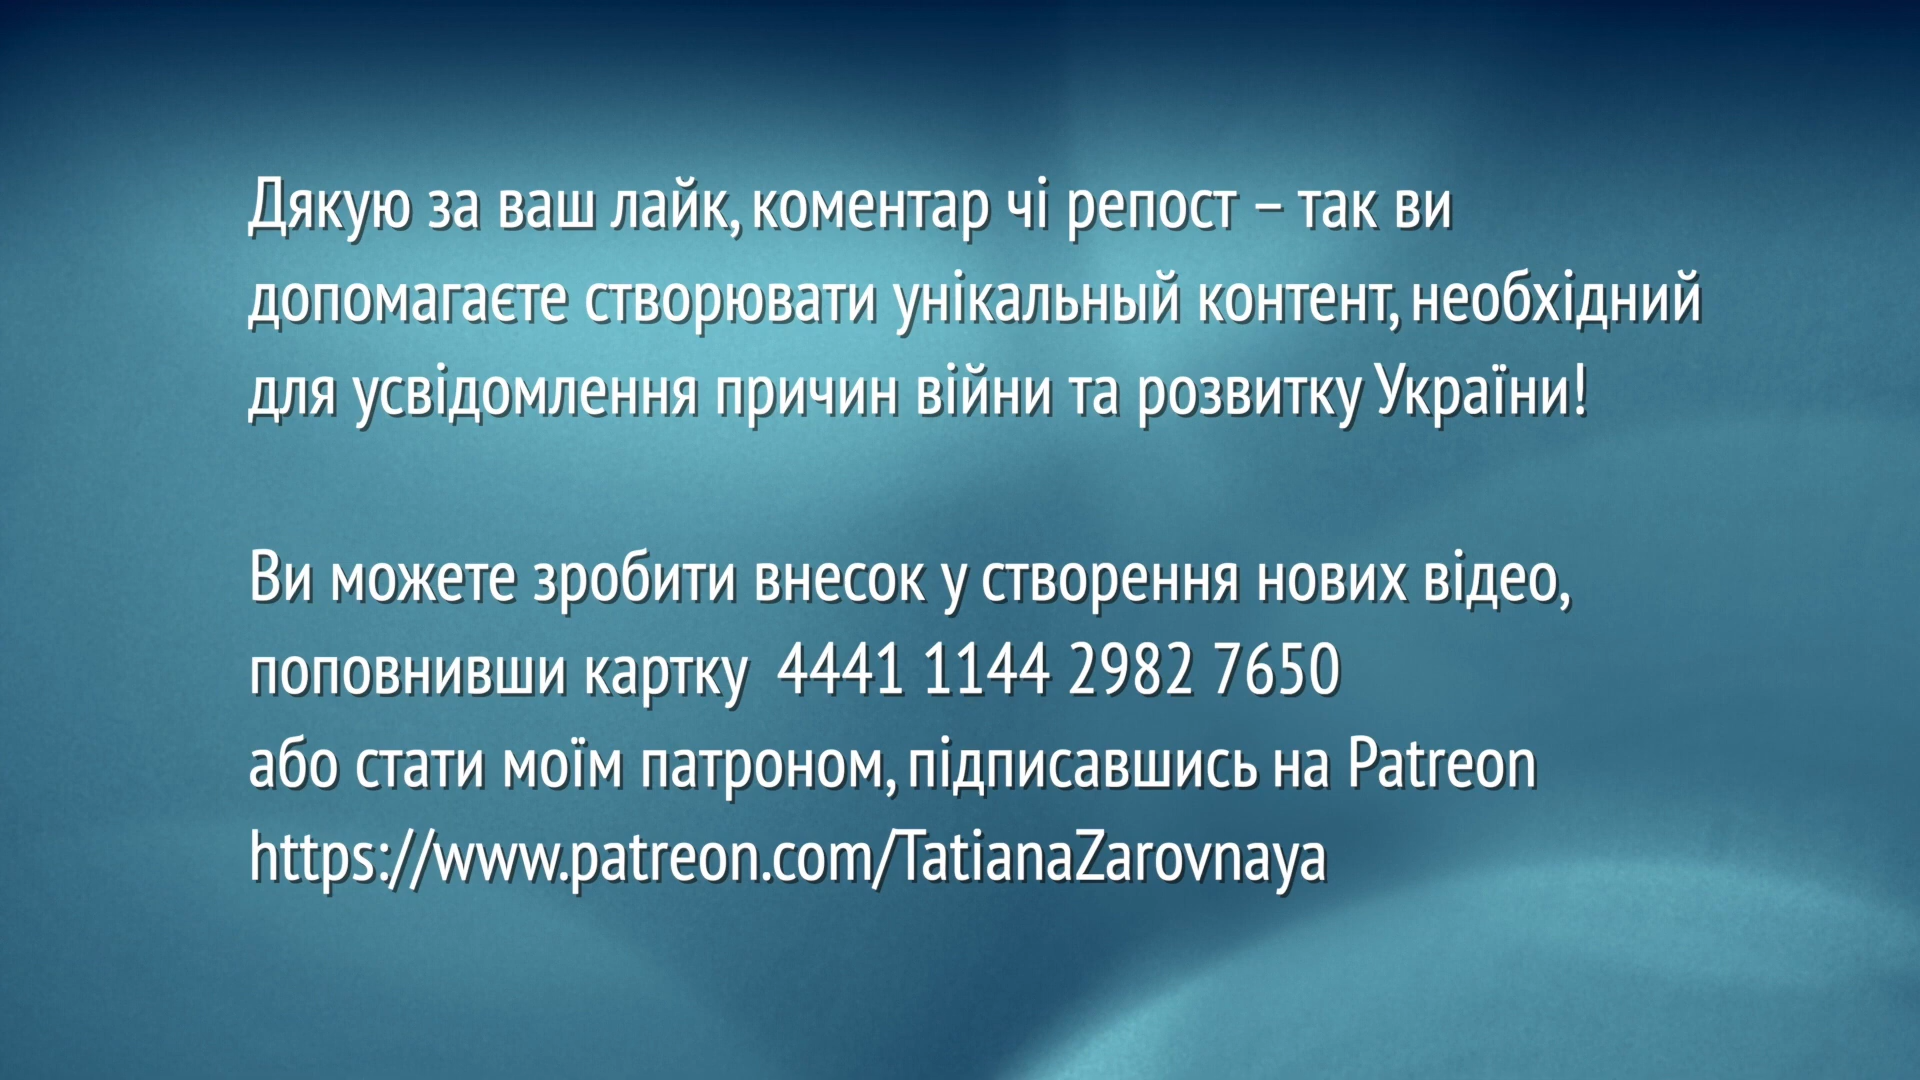 Дякую за ваш лайк, коментар чі репост – так ви
допомагаєте створювати унікальный контент, необхідний
для усвідомлення причин війни та розвитку України!
Ви можете зробити внесок у створення нових відео,
поповнивши картку 4441 1144 2982 7650
або стати моїм патроном, підписавшись на Patreon
https://www.patreon.com/TatianaZarovnaya